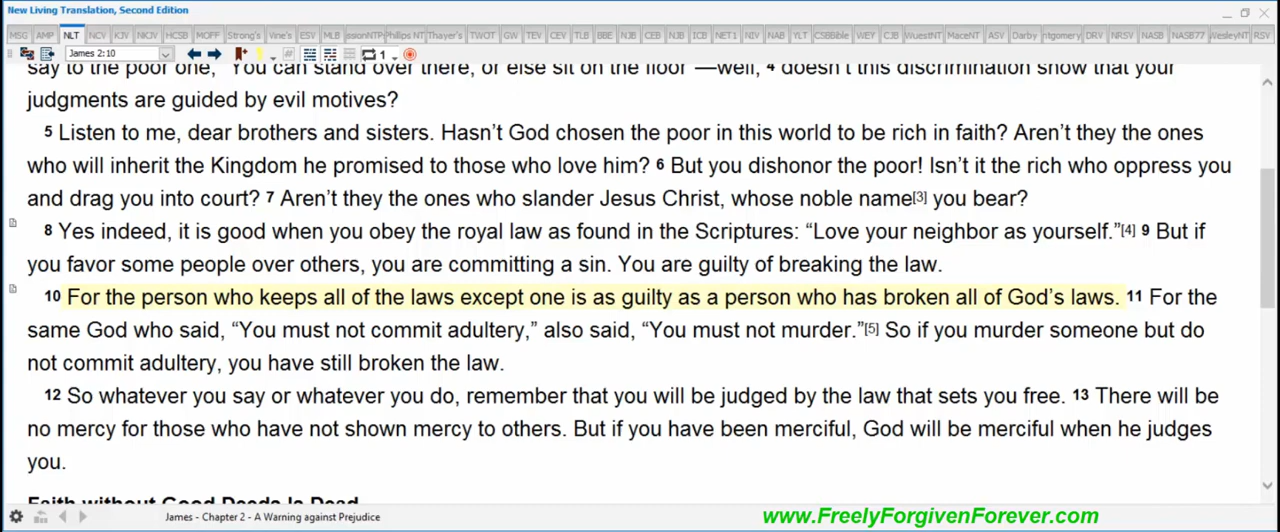 New Living Translation, Second Edition
MSG AMP NLT NCV KJV NKJV HCSB MOFF Strong's Vine's ESV MLB ssionNTPs Phillips NT Thayer's TWOT GW TEV CEV TLB BBE NJB CEB NJB ICB NET1 NIV NAB YLT CSBBible WEY CJB WuestNT MaceNT ASV Darby ntgomery DRV NRSV NASB NASB77 WesleyNT RSV
James 2:10 1
say to the poor one, “You can stand over there, or else sit on the floor”—well, 4 doesn’t this discrimination show that your
judgments are guided by evil motives?
5 Listen to me, dear brothers and sisters. Hasn’t God chosen the poor in this world to be rich in faith? Aren’t they the ones
who will inherit the Kingdom he promised to those who love him? 6 But you dishonor the poor! Isn’t it the rich who oppress you
and drag you into court? 7 Aren’t they the ones who slander Jesus Christ, whose noble name[3] you bear?
8 Yes indeed, it is good when you obey the royal law as found in the Scriptures: “Love your neighbor as yourself.”[4] 9 But if
you favor some people over others, you are committing a sin. You are guilty of breaking the law.
10 For the person who keeps all of the laws except one is as guilty as a person who has broken all of God’s laws. 11 For the
same God who said, “You must not commit adultery,” also said, “You must not murder.”[5] So if you murder someone but do
not commit adultery, you have still broken the law.
12 So whatever you say or whatever you do, remember that you will be judged by the law that sets you free. 13 There will be
no mercy for those who have not shown mercy to others. But if you have been merciful, God will be merciful when he judges
you.
Faith without Good Deeds Is Dead
James - Chapter 2 - A Warning against Prejudice
www.FreelyForgivenForever.com